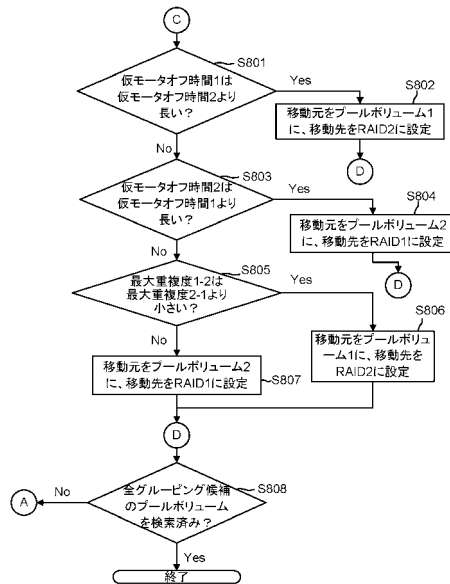 C
S801
仮モータオフ時間1は
仮モータオフ時間2より
長い？
Yes
S802
移動元をプールボリューム1
に、移動先をRAID2に設定
D
No
S803
仮モータオフ時間2は
仮モータオフ時間1より
長い？
Yes
S804
移動元をプールボリューム2
に、移動先をRAID1に設定
D
No
S805
最大重複度1-2は
最大重複度2-1より
小さい？
Yes
S806
移動元をプールボリュ
ーム1に、移動先を
RAID2に設定
No
移動元をプールボリューム2
に、移動先をRAID1に設定
S807
D
S808
全グルーピング候補
のプールボリューム
を検索済み？
No
A
Yes
終了